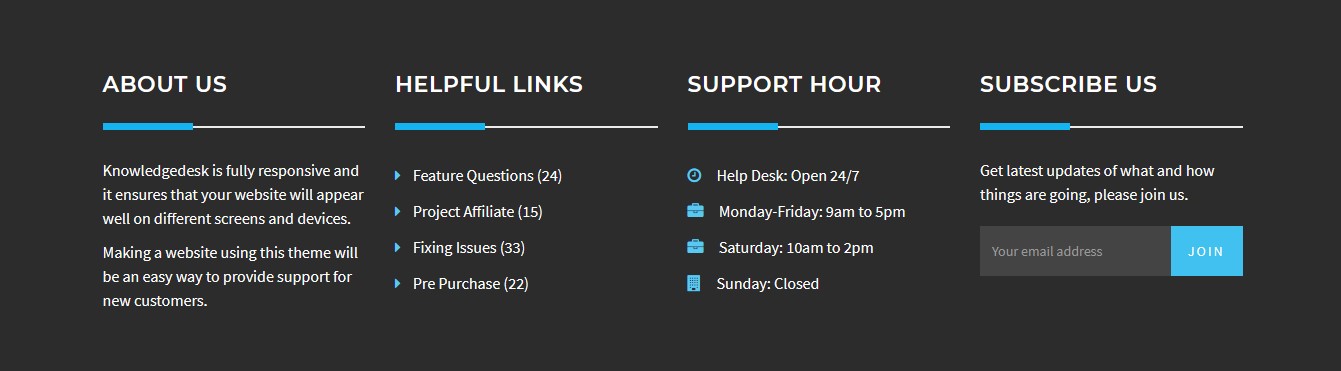 ABOUT US
Knowledgedesk is fully responsive and
it ensures that your website will appear
well on different screens and devices.
Making a website using this theme will
be an easy way to provide support for
new customers.
HELPFUL LINKS
Feature Questions (24)
Project Affiliate (15)
Fixing Issues (33)
Pre Purchase (22)
SUPPORT HOUR
Help Desk: Open 24/7
Monday-Friday: 9am to 5pm
Saturday: 10am to 2pm
Sunday: Closed
SUBSCRIBE US
Get latest updates of what and how
things are going, please join us.
Your email address
JOIN